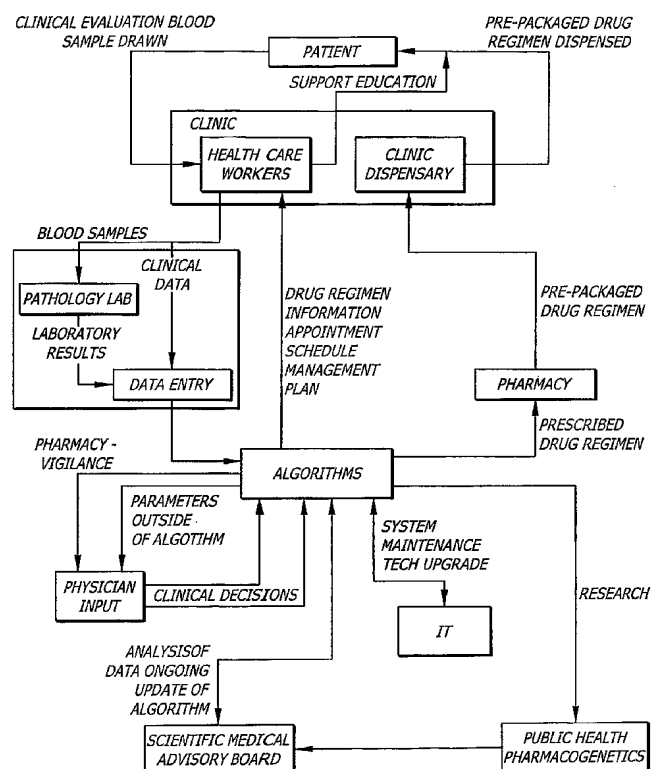 CLINICAL EVALUATION BLOOD
SAMPLE DRAWN
PRE-PACKAGED DRUG
REGIMEN DISPENSED
PATIENT
SUPPORT EDUCATION
CLINIC
HEALTH CARE
WORKERS
CLINIC
DISPENSARY
BLOOD SAMPLES
CLINICAL
DATA
PATHOLOGY LAB
LABORATORY
RESULTS
DATA ENTRY
DRUG REGIMEN
INFORMATION
APPOINTMENT
SCHEDULE
MANAGEMENT
PLAN
PRE-PACKAGED
DRUG REGIMEN
PHARMACY
PRESCRIBED
DRUG REGIMEN
PHARMACY -
VIGILANCE
ALGORITHMS
PARAMETERS
OUTSIDE
OF ALGOTIHM
SYSTEM
MAINTENANCE
TECH UPGRADE
PHYSICIAN
INPUT
CLINICAL DECISIONS
IT
RESEARCH
ANALYSISOF
DATA ONGOING
UPDATE OF
ALGORITHM
SCIENTIFIC MEDICAL
ADVISORY BOARD
PUBLIC HEALTH
PHARMACOGENETICS